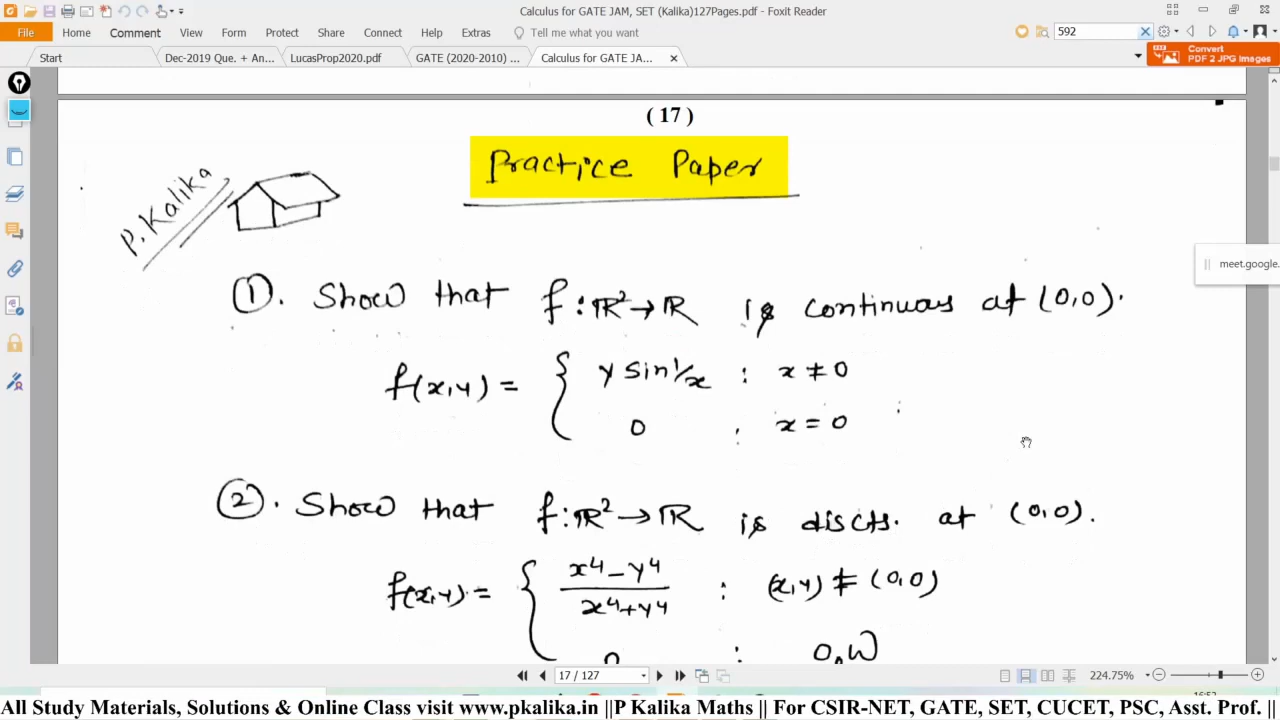 Calculus for GATE JAM, SET (Kalika)127Pages.pdf - Foxit Reader
File Home Comment View Form Protect Share Connect Help Extras Tell me what you want 592
Start Dec-2019 Que. + An... LucasProp2020.pdf Calculus for GATE JA...
Convert
PDF 2 JPG Images
( 17 )
Practice Paper
P. Kalika
meet.google.
①. Show that f : ℝ² → ℝ is continuous at (0,0).
f(x,y) = { y sin 1/x : x ≠ 0
0 : x = 0
②. Show that f : ℝ² → ℝ is discts. at (0,0).
f(x,y) = { x⁴ - y⁴ / x⁴ + y⁴ : (x,y) ≠ (0,0)
0 : O.W
17 / 127 224.75%
All Study Materials, Solutions & Online Class visit www.pkalika.in ||P Kalika Maths || For CSIR-NET, GATE, SET, CUCET, PSC, Asst. Prof. ||